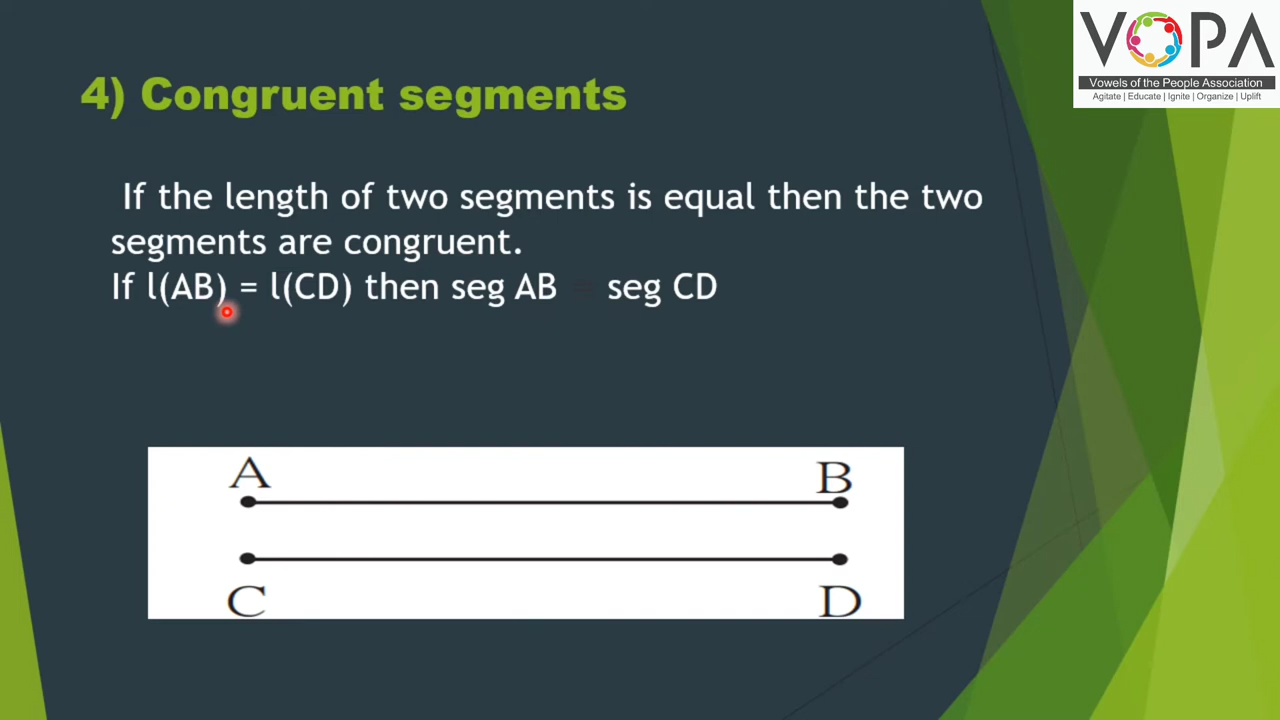 VOPA
Vowels of the People Association
Agitate | Educate | Ignite | Organize | Uplift
4) Congruent segments
If the length of two segments is equal then the two
segments are congruent.
If l(AB) = l(CD) then seg AB = seg CD
A
B
C
D